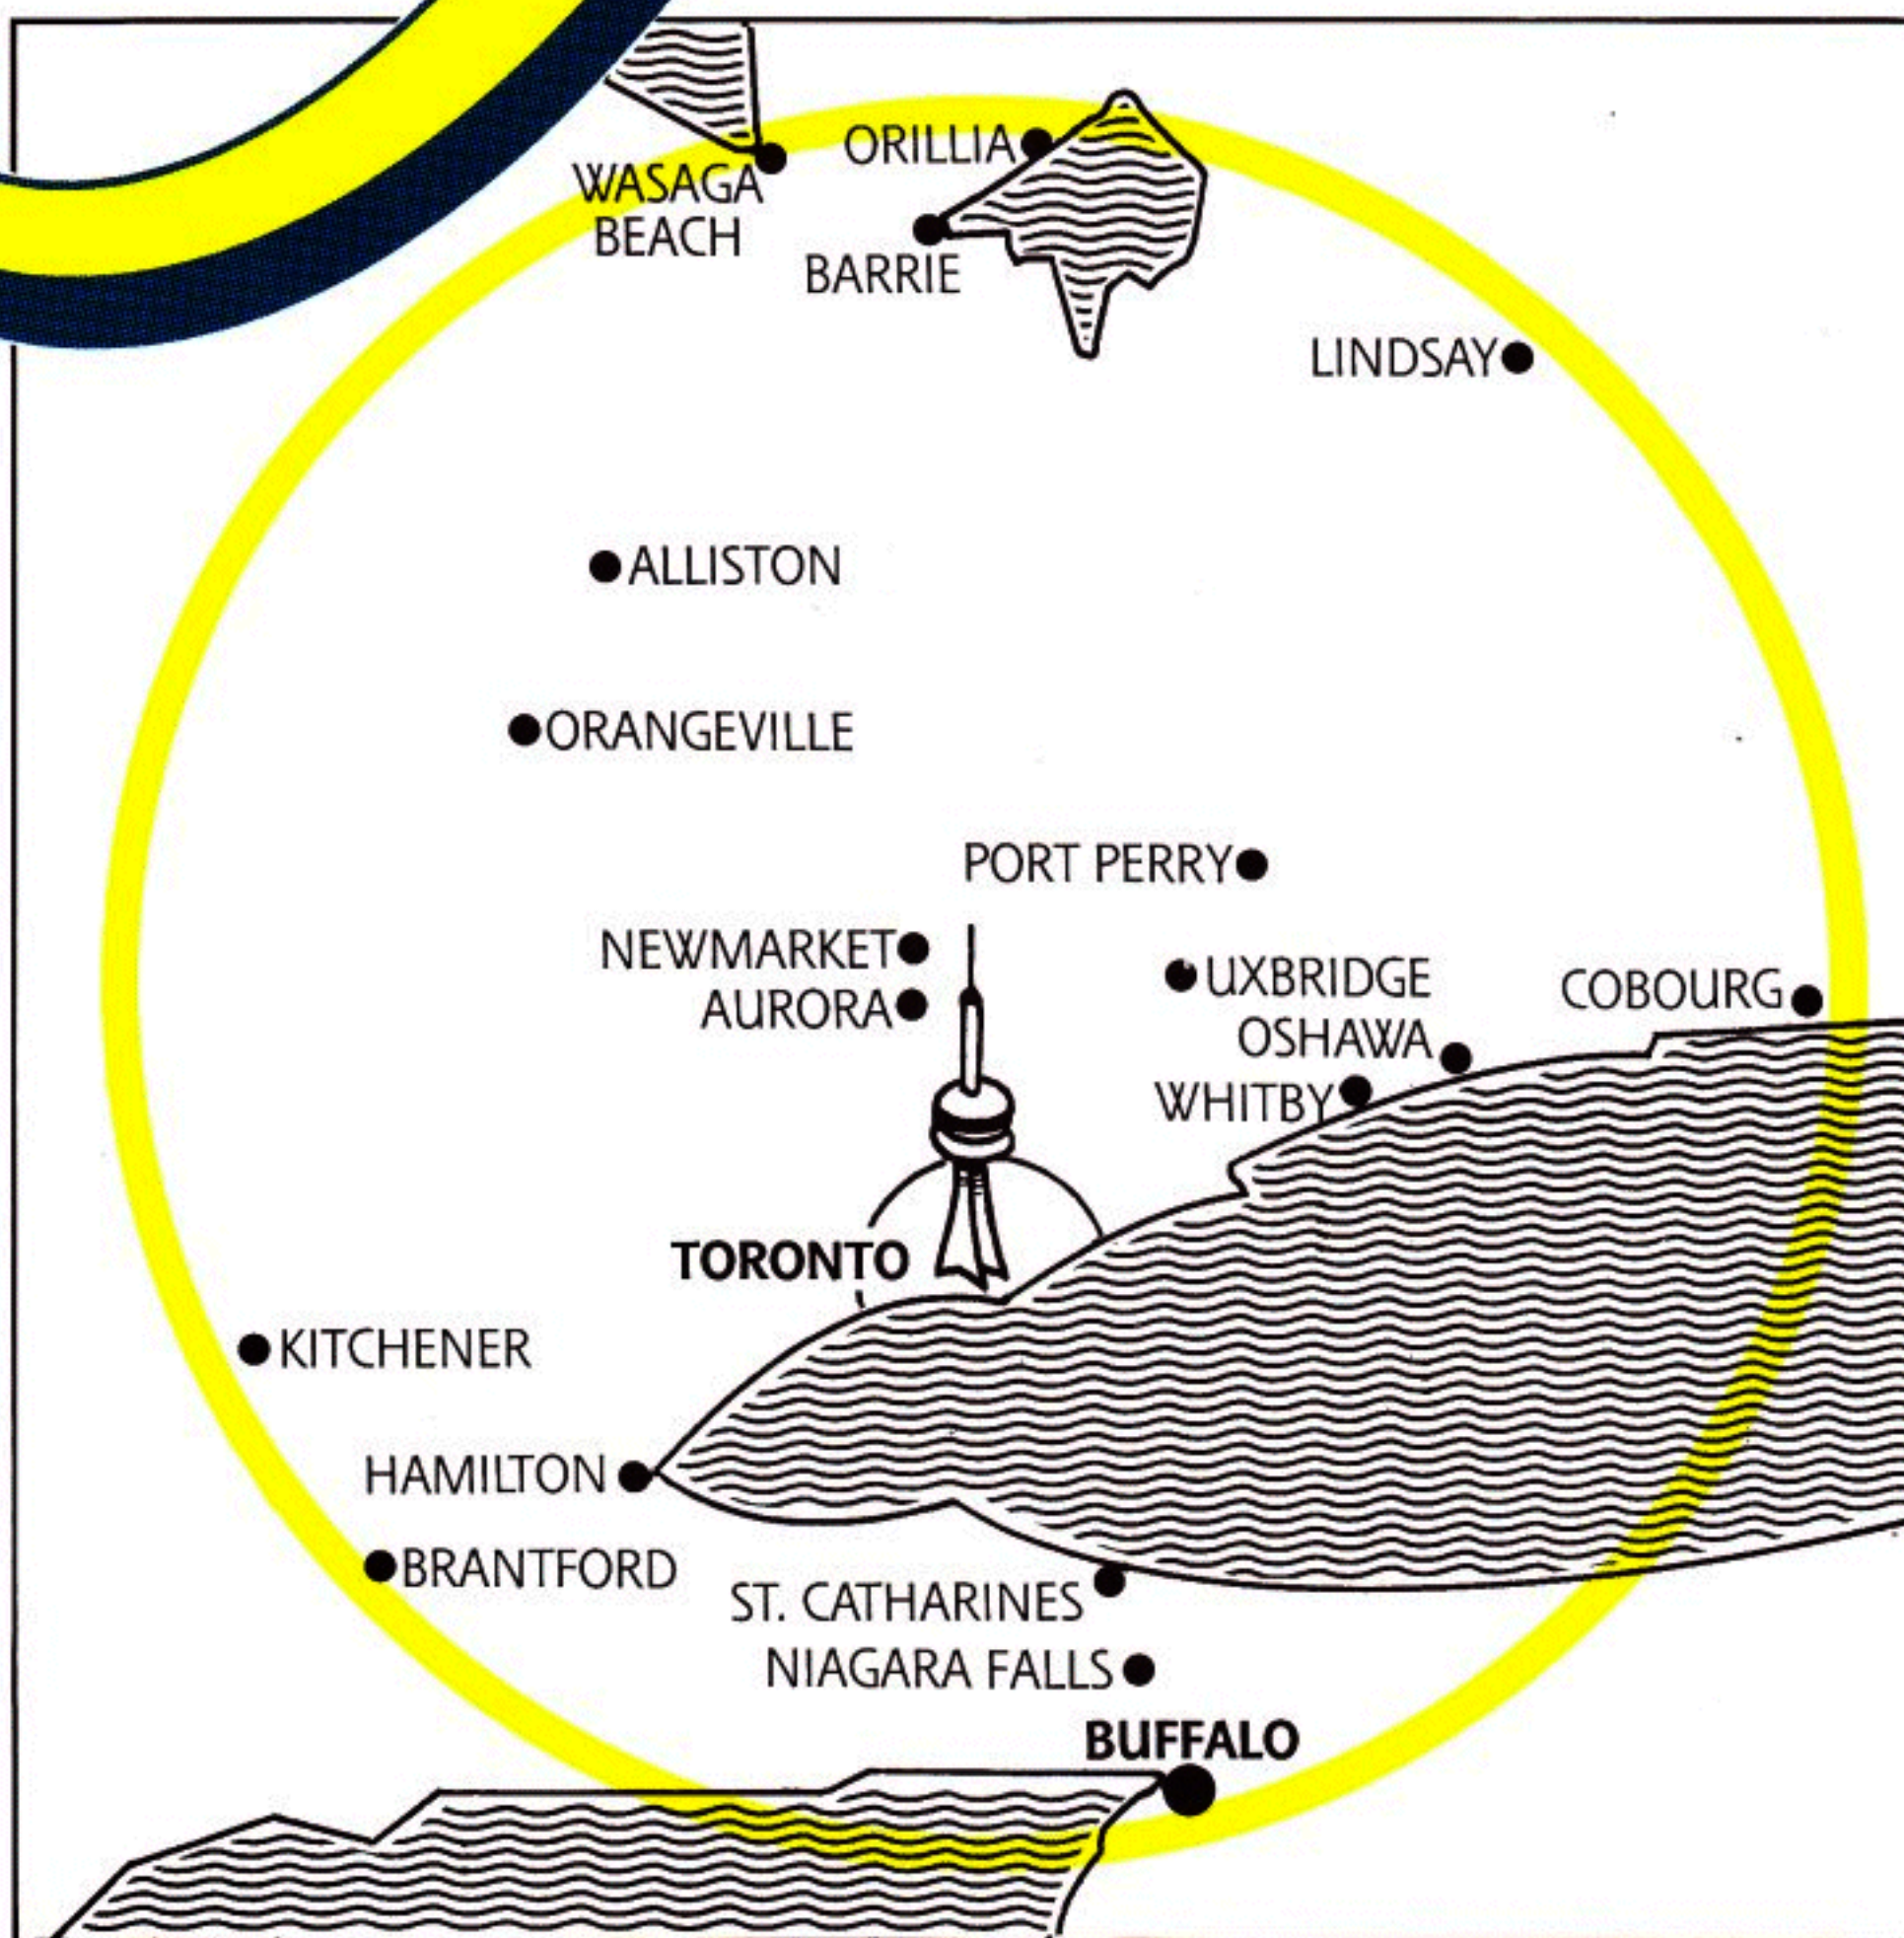 ORILLIA
WASAGA
BEACH
BARRIE
LINDSAY
ALLISTON
ORANGEVILLE
PORT PERRY
NEWMARKET
UXBRIDGE
COBOURG
AURORA
OSHAWA
WHITBY
TORONTO
KITCHENER
HAMILTON
BRANTFORD
ST. CATHARINES
NIAGARA FALLS
BUFFALO